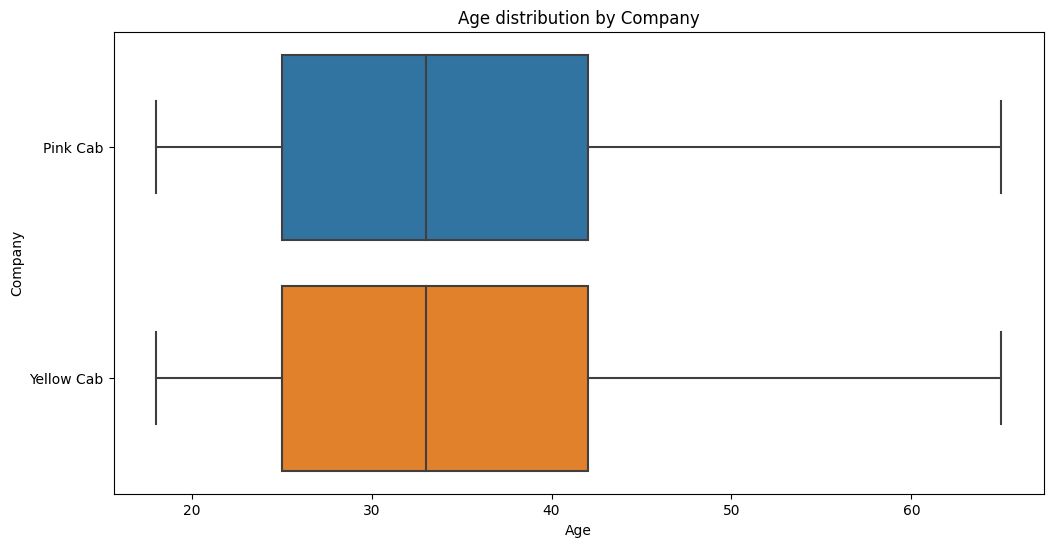 Age distribution by Company
Company
Pink Cab
Yellow Cab
20 30 40 50 60
Age